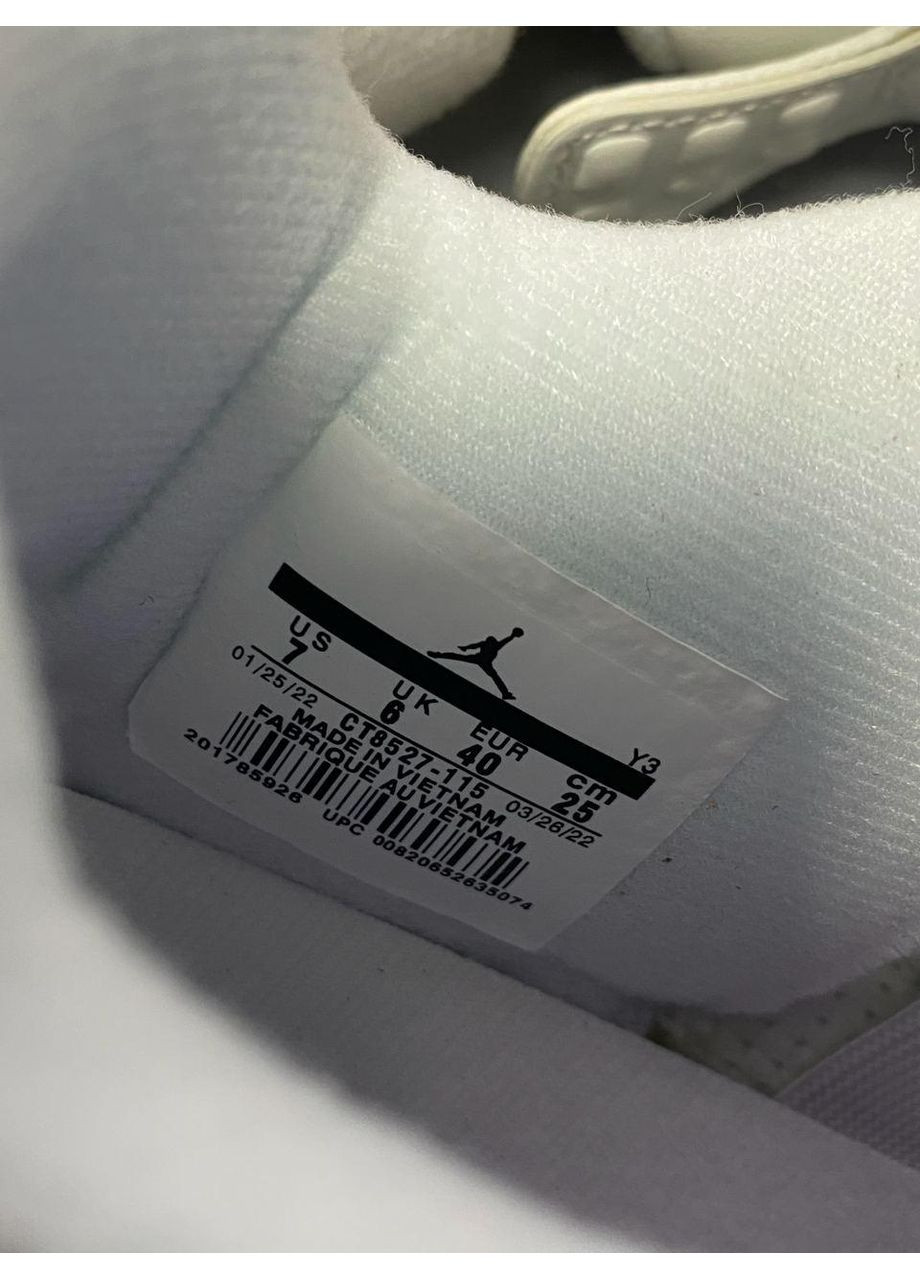 Y3
US UK EUR cm
7 6 40 25
01/25/22 CT8527-115 03/26/22
MADE IN VIETNAM
FABRIQUE AU VIETNAM
2011785926
UPC 00820652635074